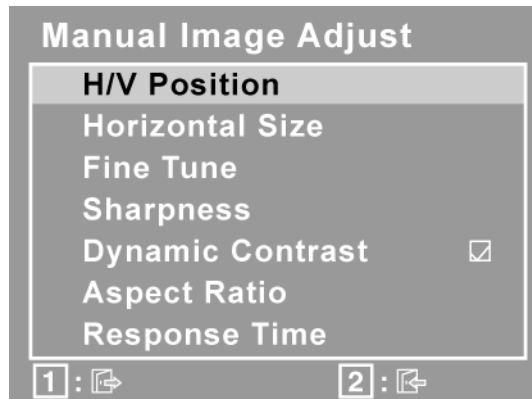 Manual Image Adjust
H/V Position
Horizontal Size
Fine Tune
Sharpness
Dynamic Contrast
Aspect Ratio
Response Time
1 : 2 :